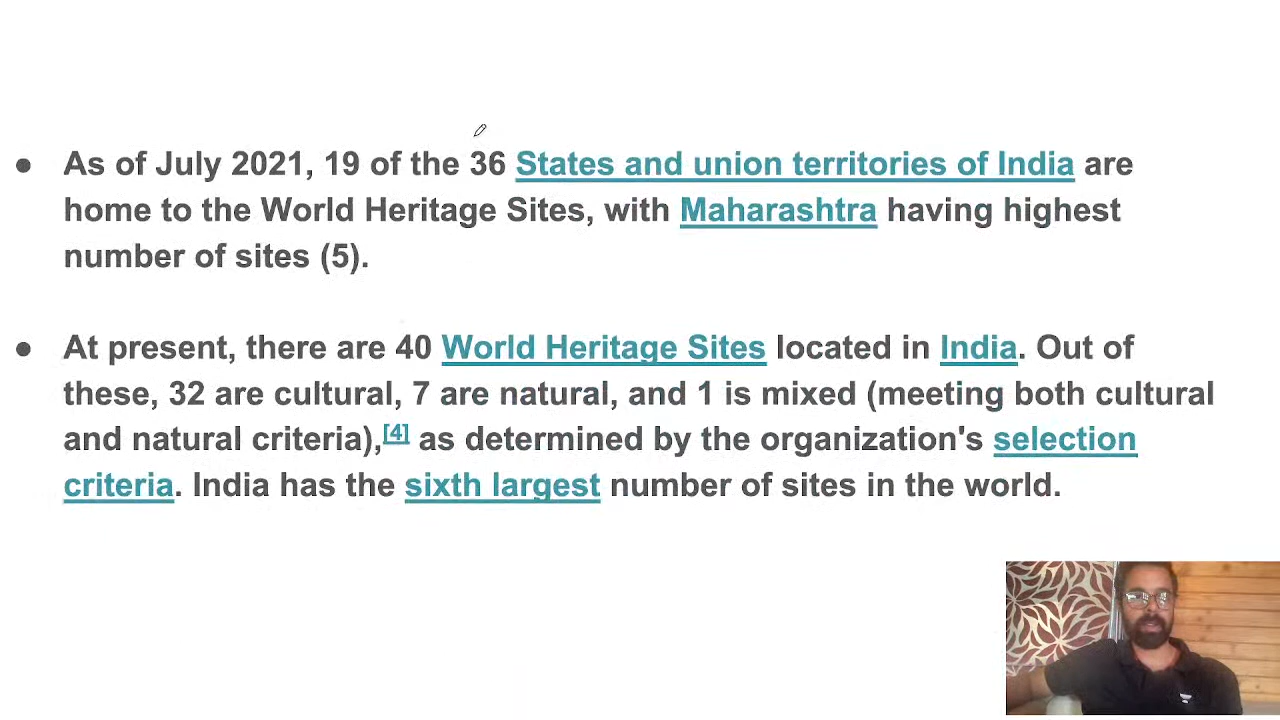 ● As of July 2021, 19 of the 36 States and union territories of India are
home to the World Heritage Sites, with Maharashtra having highest
number of sites (5).
● At present, there are 40 World Heritage Sites located in India. Out of
these, 32 are cultural, 7 are natural, and 1 is mixed (meeting both cultural
and natural criteria),[4] as determined by the organization's selection
criteria. India has the sixth largest number of sites in the world.